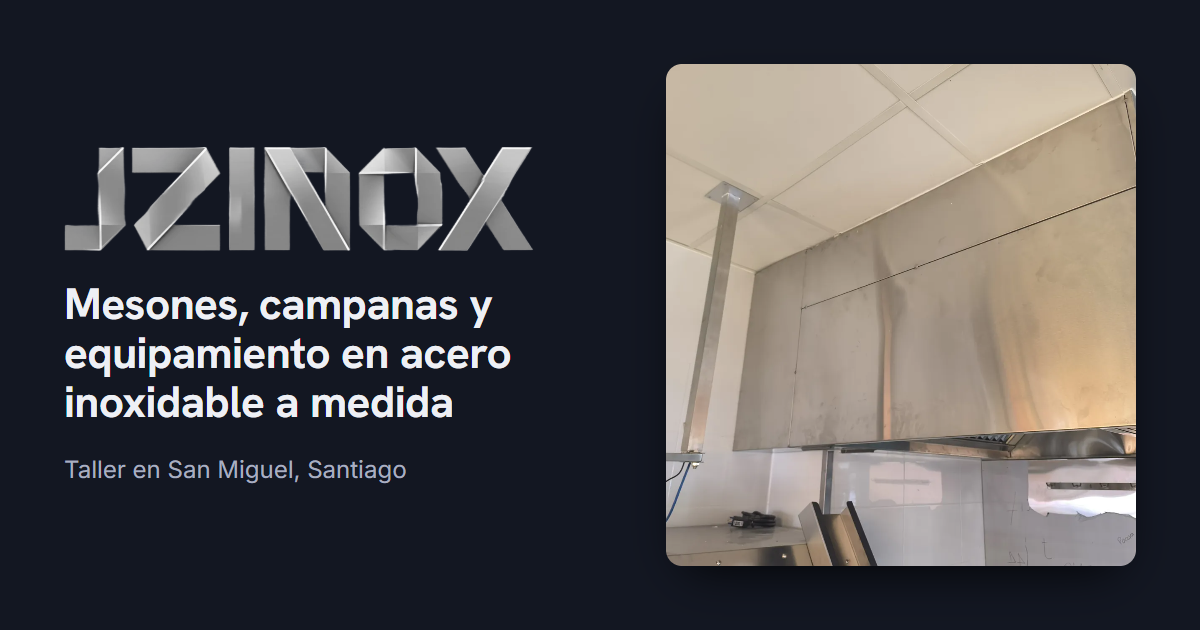 JZINOX
Mesones, campanas y
equipamiento en acero
inoxidable a medida
Taller en San Miguel, Santiago